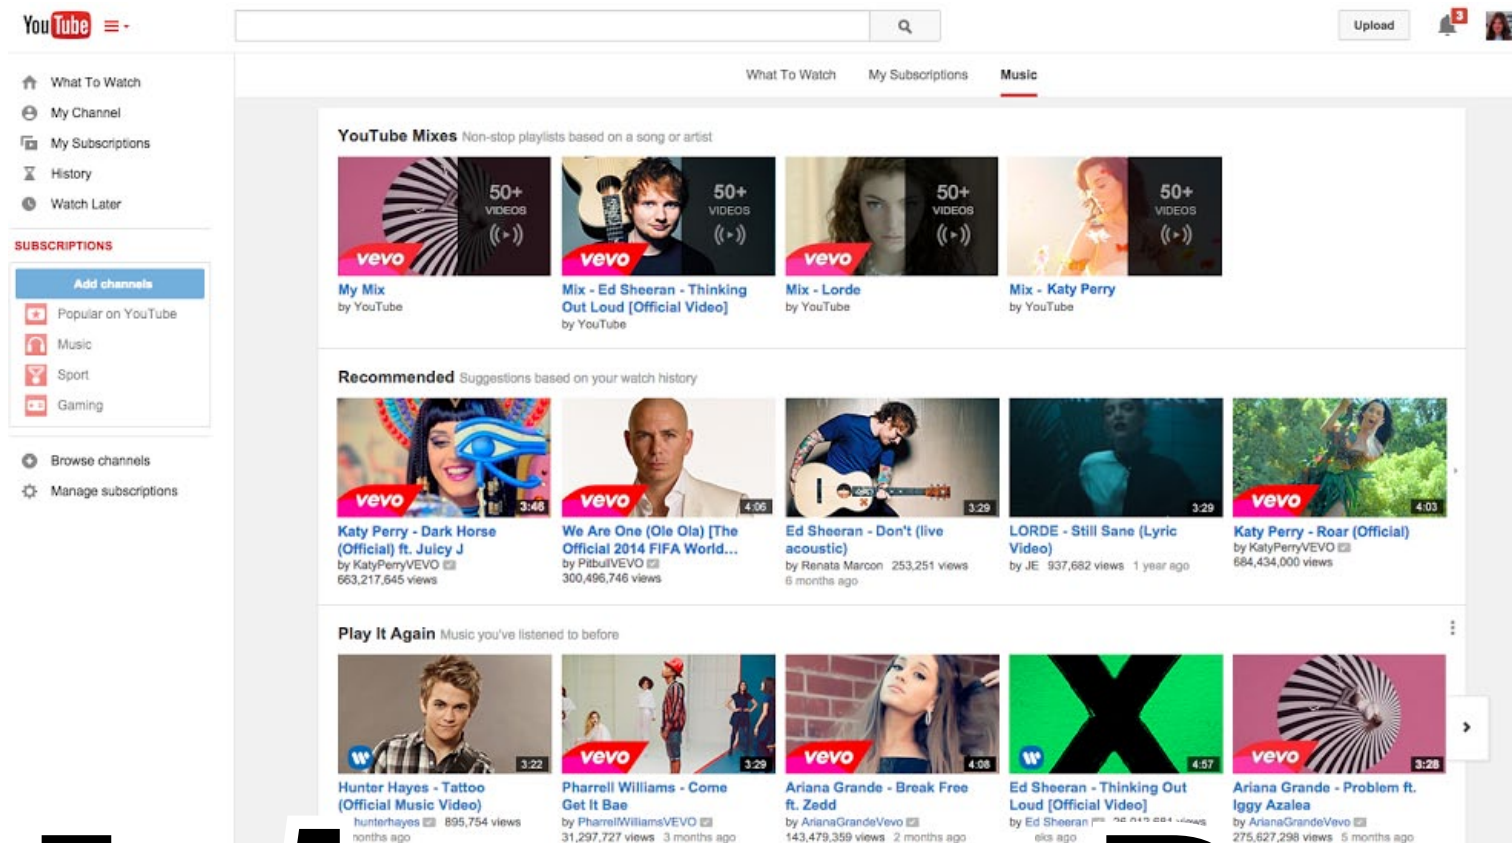 YouTube
Upload
3
What To Watch
My Channel
My Subscriptions
History
Watch Later
SUBSCRIPTIONS
Add channels
Popular on YouTube
Music
Sport
Gaming
Browse channels
Manage subscriptions
What To Watch My Subscriptions Music
YouTube Mixes Non-stop playlists based on a song or artist
50+ 50+ 50+ 50+
VIDEOS VIDEOS VIDEOS VIDEOS
vevo vevo vevo
My Mix
by YouTube
Mix - Ed Sheeran - Thinking
Out Loud [Official Video]
by YouTube
Mix - Lorde
by YouTube
Mix - Katy Perry
by YouTube
Recommended Suggestions based on your watch history
vevo 3:46 vevo 4:06 3:29 3:29 vevo 4:03
Katy Perry - Dark Horse
(Official) ft. Juicy J
by KatyPerryVEVO
663,217,645 views
We Are One (Ole Ola) [The
Official 2014 FIFA World...
by PitbullVEVO
300,496,746 views
Ed Sheeran - Don't (live
acoustic)
by Renata Marcon 253,251 views
6 months ago
LORDE - Still Sane (Lyric
Video)
by JE 937,682 views 1 year ago
Katy Perry - Roar (Official)
by KatyPerryVEVO
684,434,000 views
Play It Again Music you've listened to before
3:22 vevo 3:29 vevo 4:08 4:57 vevo 3:28
Hunter Hayes - Tattoo
(Official Music Video)
hunterhayes 895,754 views
months ago
Pharrell Williams - Come
Get It Bae
by PharrellWilliamsVEVO
31,297,727 views 3 months ago
Ariana Grande - Break Free
ft. Zedd
by ArianaGrandeVevo
143,479,359 views 2 months ago
Ed Sheeran - Thinking Out
Loud [Official Video]
by Ed Sheeran
ago
Ariana Grande - Problem ft.
Iggy Azalea
by ArianaGrandeVevo
275,627,298 views 5 months ago